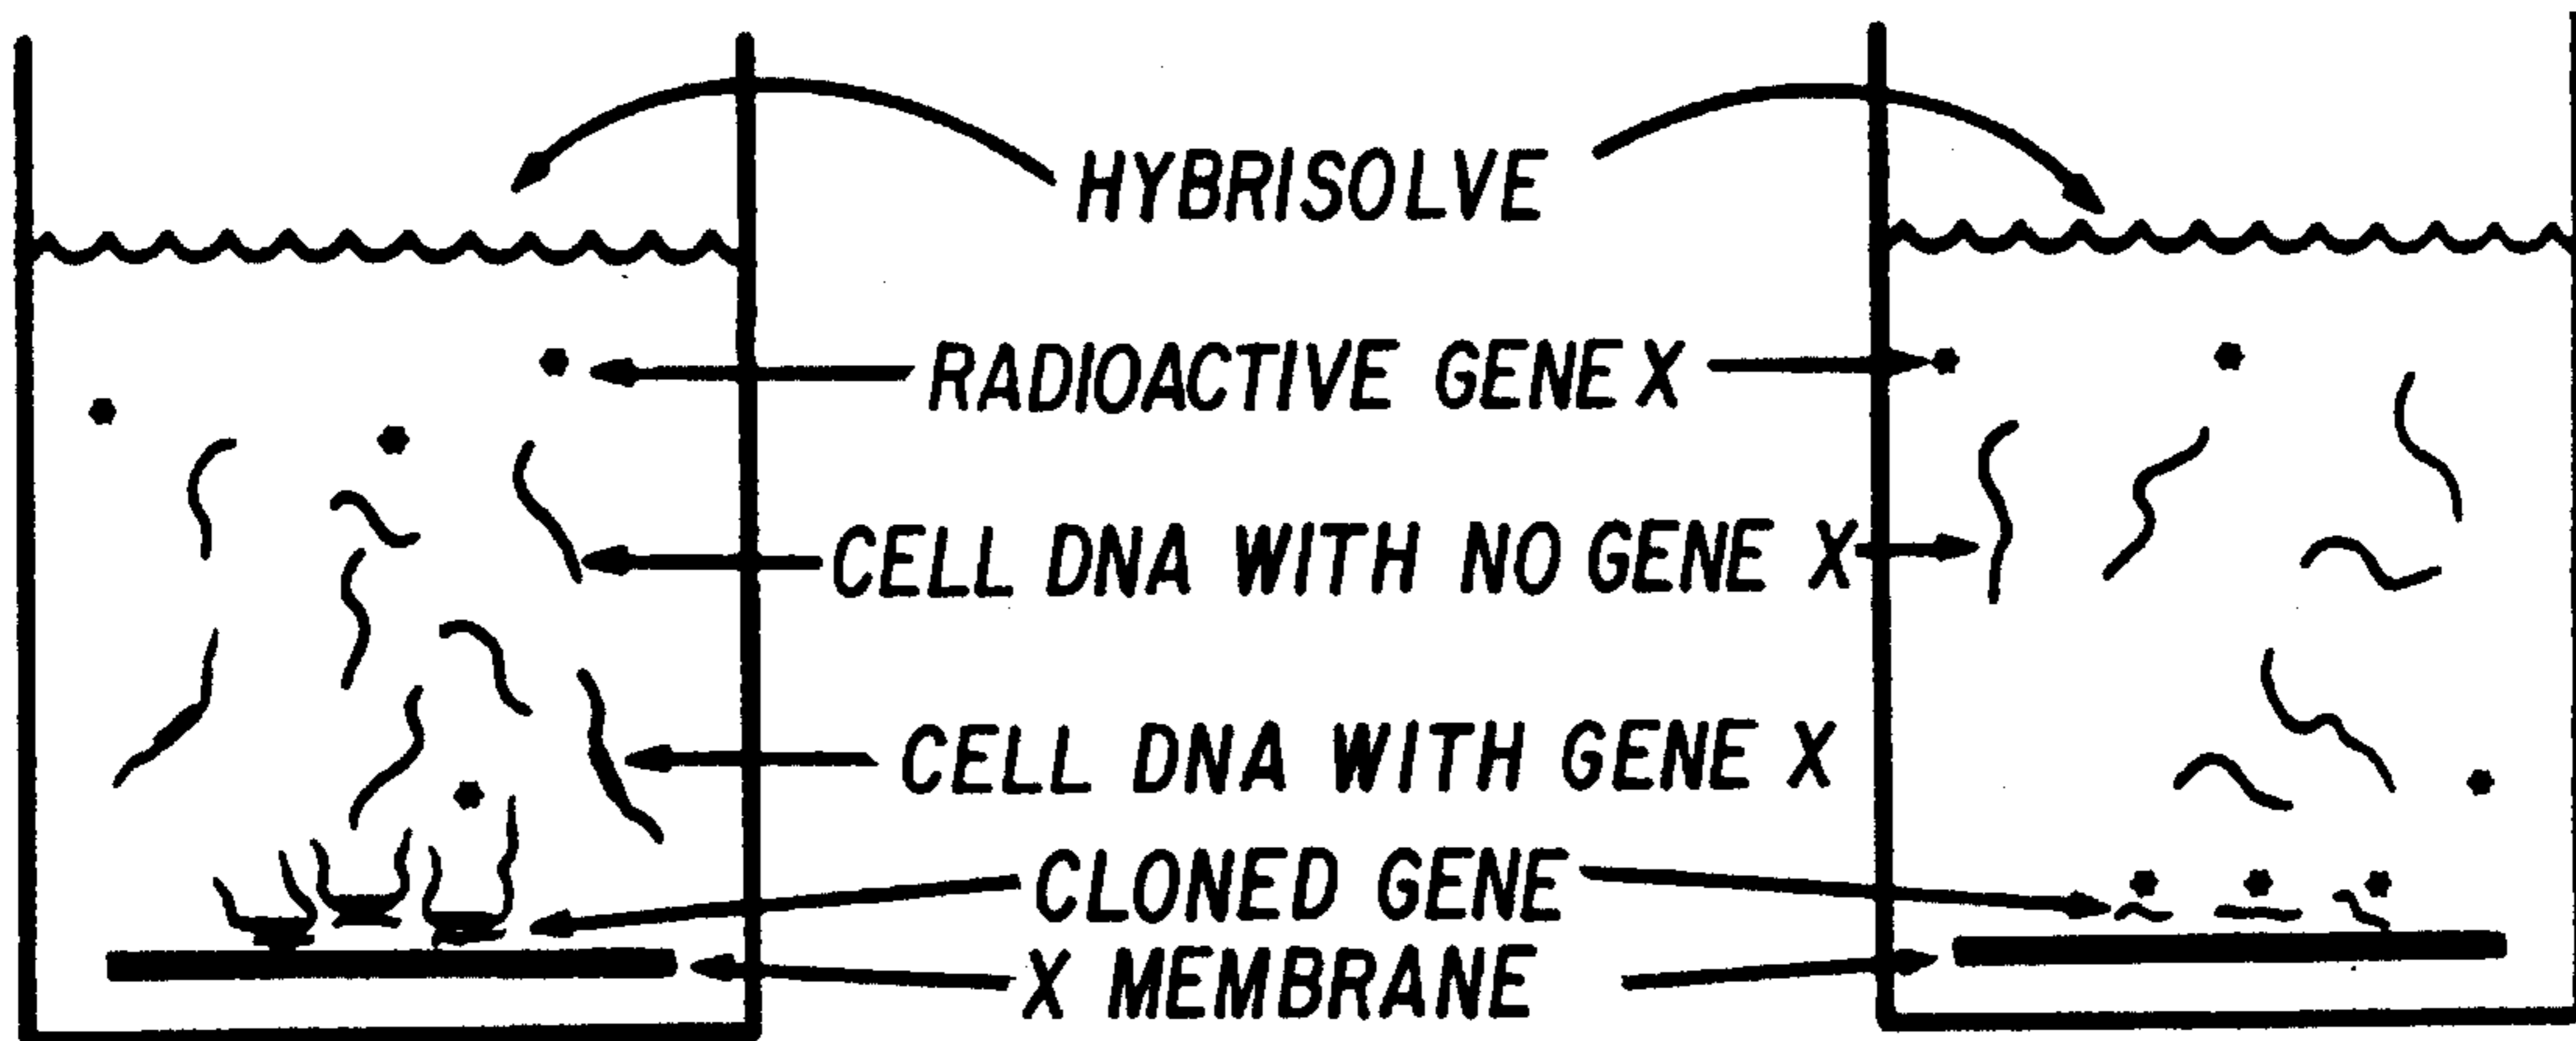 HYBRISOLVE
RADIOACTIVE GENE X
CELL DNA WITH NO GENE X
CELL DNA WITH GENE X
CLONED GENE
X MEMBRANE